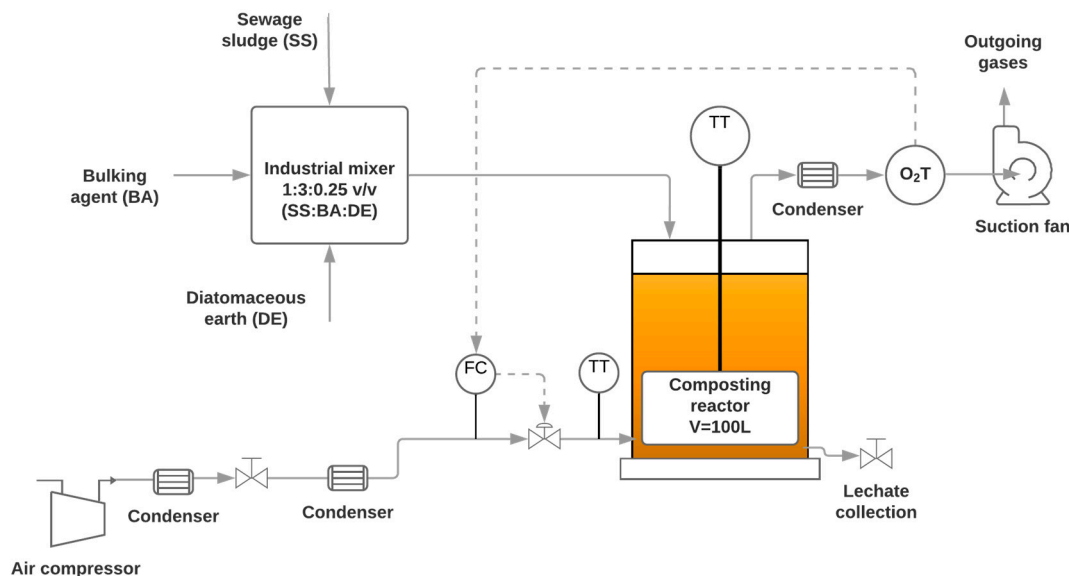 Sewage
sludge (SS)
Outgoing
gases
TT
Industrial mixer
1:3:0.25 v/v
(SS:BA:DE)
Bulking
agent (BA)
O₂T
Condenser
Suction fan
Diatomaceous
earth (DE)
FC
TT
Composting
reactor
V=100L
Condenser
Condenser
Lechate
collection
Air compressor